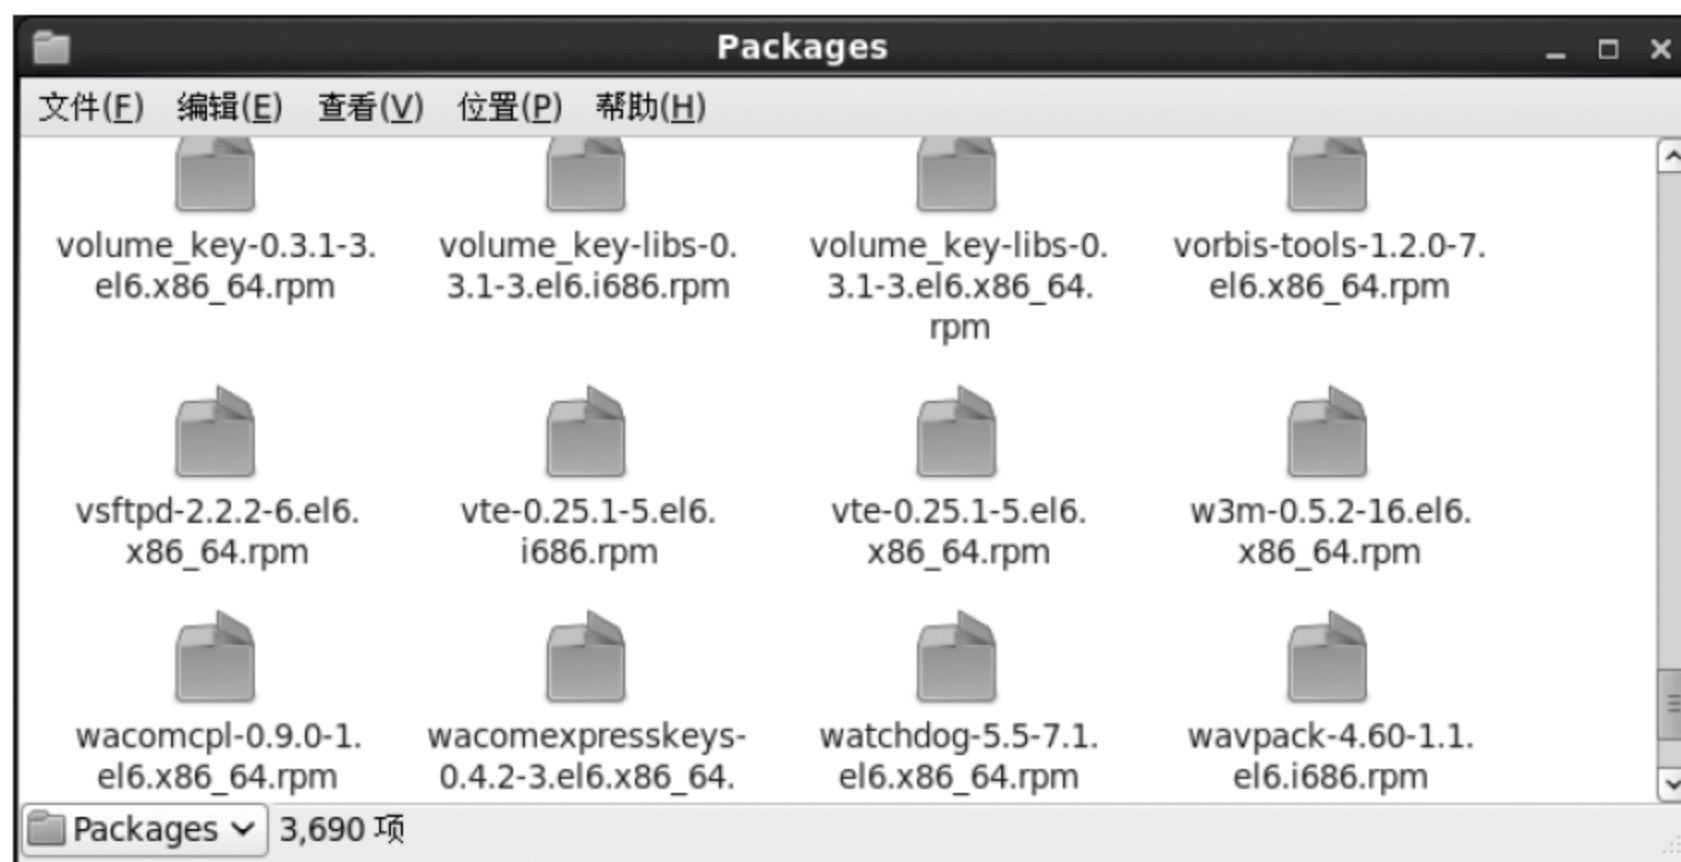 Packages
文件(F) 编辑(E) 查看(V) 位置(P) 帮助(H)
volume_key-0.3.1-3.
el6.x86_64.rpm
volume_key-libs-0.
3.1-3.el6.i686.rpm
volume_key-libs-0.
3.1-3.el6.x86_64.
rpm
vorbis-tools-1.2.0-7.
el6.x86_64.rpm
vsftpd-2.2.2-6.el6.
x86_64.rpm
vte-0.25.1-5.el6.
i686.rpm
vte-0.25.1-5.el6.
x86_64.rpm
w3m-0.5.2-16.el6.
x86_64.rpm
wacomcpl-0.9.0-1.
el6.x86_64.rpm
wacomexpresskeys-
0.4.2-3.el6.x86_64.
watchdog-5.5-7.1.
el6.x86_64.rpm
wavpack-4.60-1.1.
el6.i686.rpm
Packages 3,690 项